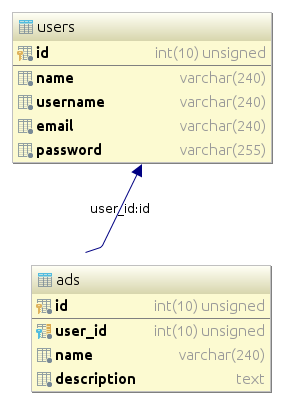 users
id int(10) unsigned
name varchar(240)
username varchar(240)
email varchar(240)
password varchar(255)
user_id:id
ads
id int(10) unsigned
user_id int(10) unsigned
name varchar(240)
description text